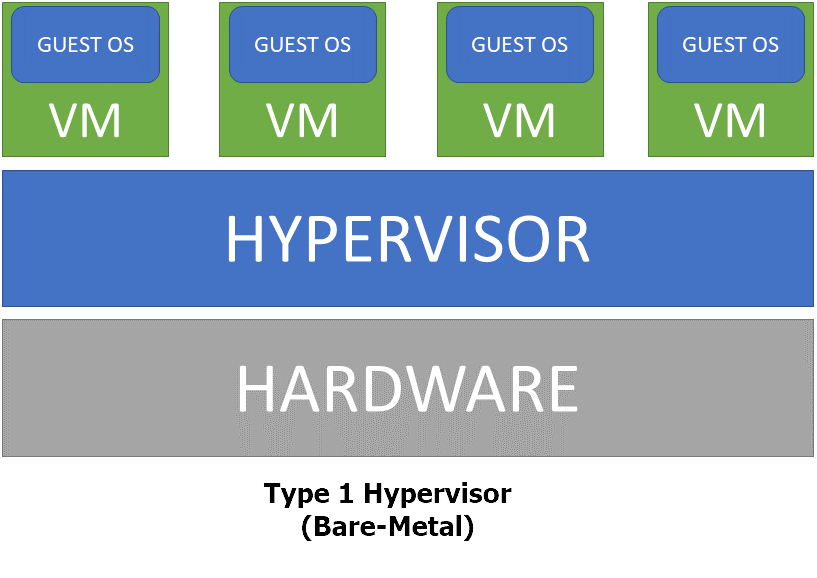 GUEST OS GUEST OS GUEST OS GUEST OS
VM VM VM VM
HYPERVISOR
HARDWARE
Type 1 Hypervisor
(Bare-Metal)